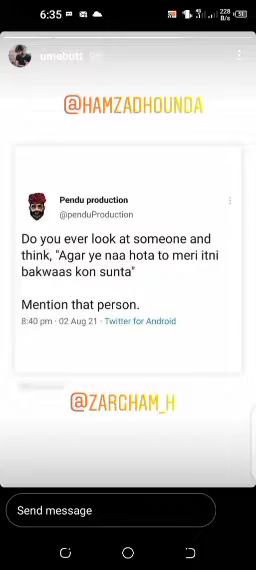 6:35
228
B/s
umebutt
@HAMZADHOUNDA
Pendu production
@penduProduction
Do you ever look at someone and
think, "Agar ye naa hota to meri itni
bakwaas kon sunta"
Mention that person.
8:40 pm · 02 Aug 21 · Twitter for Android
@ZARGHAM_H
Send message